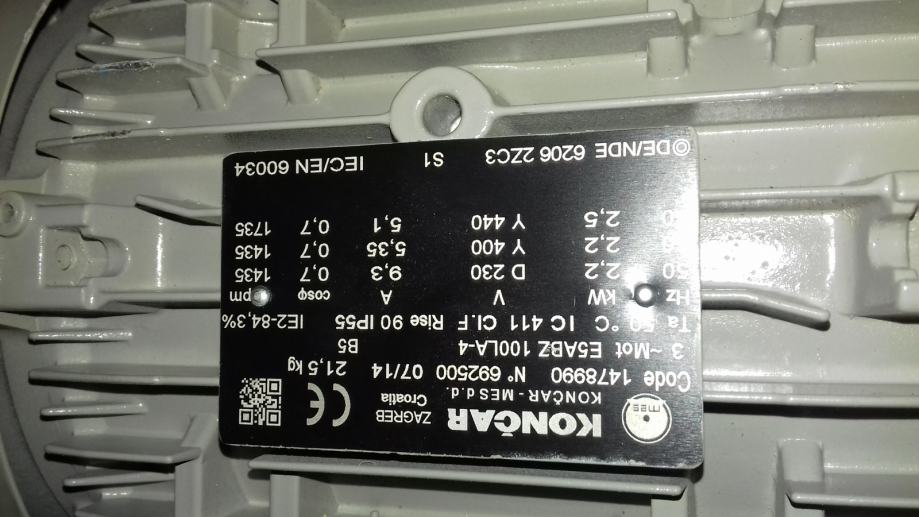 mes KONČAR ZAGREB Croatia CE
KONČAR - MES d.d.
Code 1478990 N° 692500 07/14 21,5 kg
3 ~Mot E5ABZ 100LA-4 B5
Ta 50 °C IC 411 Cl.F Rise 90 IP55 IE2-84,3%
Hz kW V A cosφ rpm
50 2,2 D 230 9,3 0,7 1435
2,2 Y 400 5,35 0,7 1435
2,5 Y 440 5,1 0,7 1735
DE/NDE 6206 2ZC3 S1 IEC/EN 60034